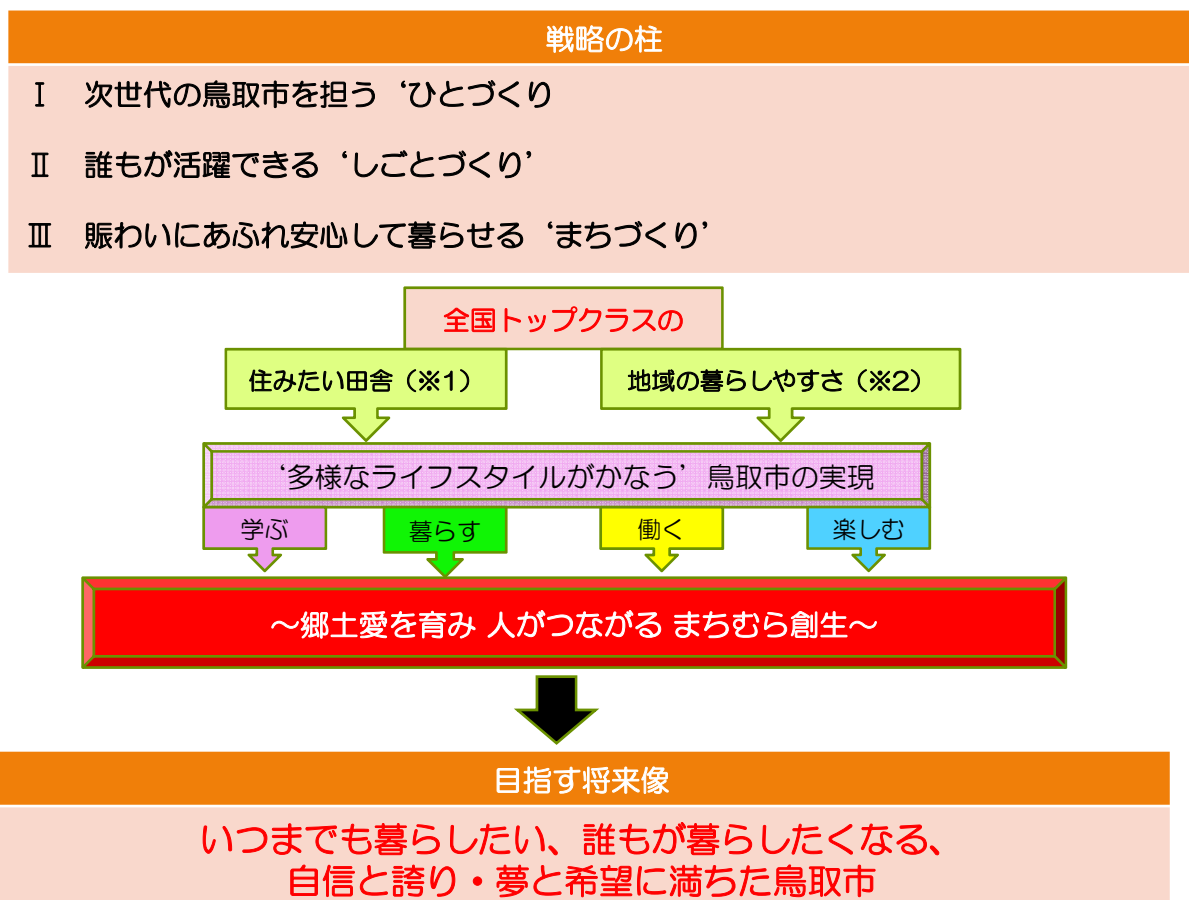 戦略の柱
Ⅰ 次世代の鳥取市を担う‘ひとづくり
Ⅱ 誰もが活躍できる‘しごとづくり’
Ⅲ 賑わいにあふれ安心して暮らせる‘まちづくり’
全国トップクラスの
住みたい田舎（※1）
地域の暮らしやすさ（※2）
‘多様なライフスタイルがかなう’鳥取市の実現
学ぶ
暮らす
働く
楽しむ
～郷土愛を育み 人がつながる まちむら創生～
目指す将来像
いつまでも暮らしたい、誰もが暮らしたくなる、
自信と誇り・夢と希望に満ちた鳥取市